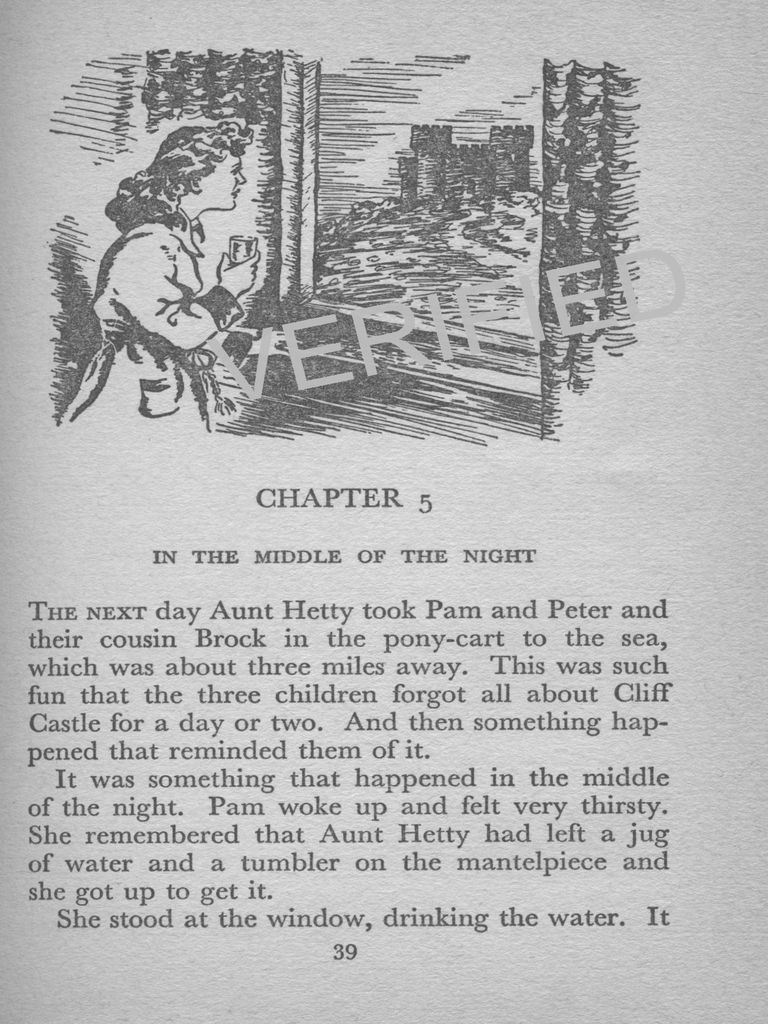 VERIFIED
CHAPTER 5
IN THE MIDDLE OF THE NIGHT
THE NEXT day Aunt Hetty took Pam and Peter and
their cousin Brock in the pony-cart to the sea,
which was about three miles away. This was such
fun that the three children forgot all about Cliff
Castle for a day or two. And then something hap-
pened that reminded them of it.
It was something that happened in the middle
of the night. Pam woke up and felt very thirsty.
She remembered that Aunt Hetty had left a jug
of water and a tumbler on the mantelpiece and
she got up to get it.
She stood at the window, drinking the water. It
39